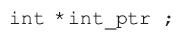 int *int_ptr ;